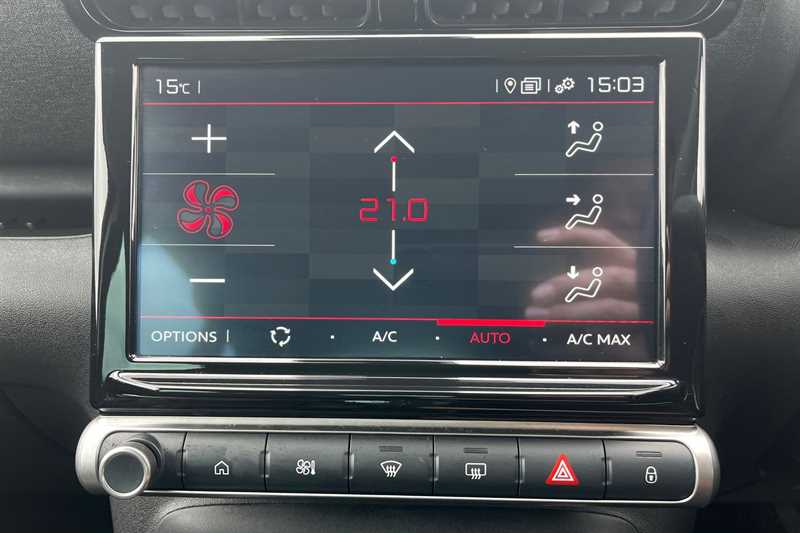 15°C 15:03
21.0
OPTIONS A/C AUTO A/C MAX